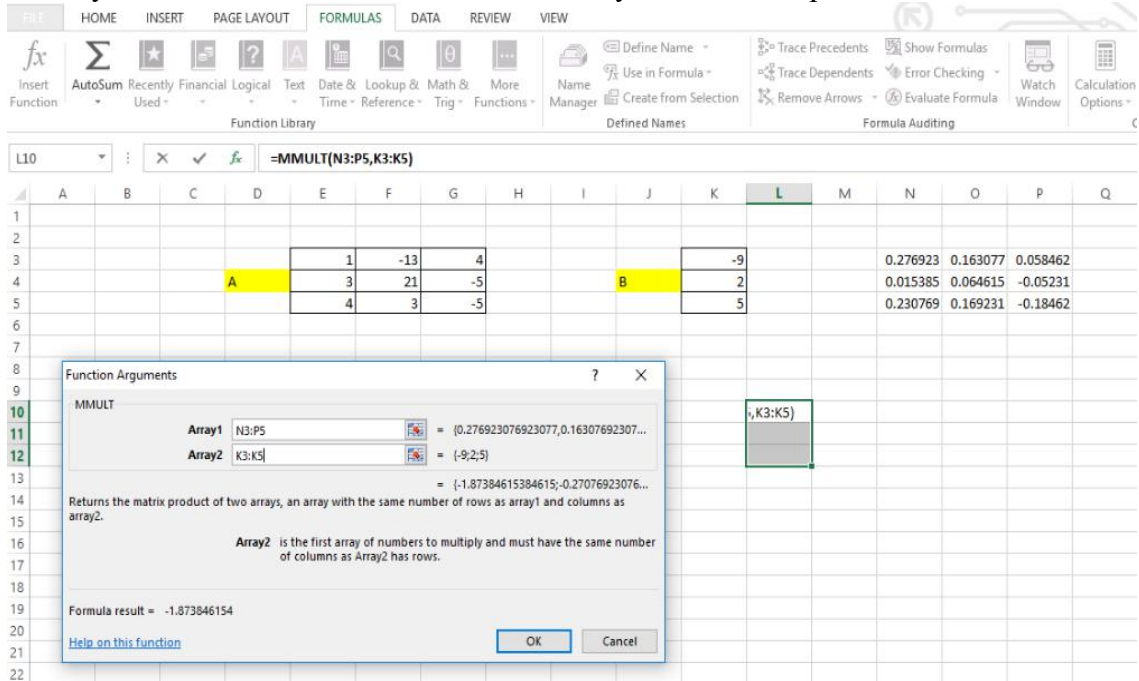 FILE HOME INSERT PAGE LAYOUT FORMULAS DATA REVIEW VIEW
fx Σ ? A θ ...
Define Name Trace Precedents Show Formulas
Use in Formula Trace Dependents Error Checking
Create from Selection Remove Arrows Evaluate Formula
Insert Function AutoSum Recently Used Financial Logical Text Date & Time Lookup & Reference Math & Trig More Functions Name Manager Watch Window Calculation Options
Function Library Defined Names Formula Auditing
L10 fx =MMULT(N3:P5,K3:K5)
A B C D E F G H I J K L M N O P Q
1
2
3 1 -13 4 -9 0.276923 0.163077 0.058462
4 A 3 21 -5 B 2 0.015385 0.064615 -0.05231
5 4 3 -5 5 0.230769 0.169231 -0.18462
6
7
8
9
10 ,K3:K5)
11
12
13
14
15
16
17
18
19
20
21
22
Function Arguments ? X
MMULT
Array1 N3:P5 = {0.276923076923077,0.16307692307...
Array2 K3:K5 = {-9;2;5}
= {-1.87384615384615;-0.27076923076...
Returns the matrix product of two arrays, an array with the same number of rows as array1 and columns as
array2.
Array2 is the first array of numbers to multiply and must have the same number
of columns as Array2 has rows.
Formula result = -1.873846154
Help on this function OK Cancel